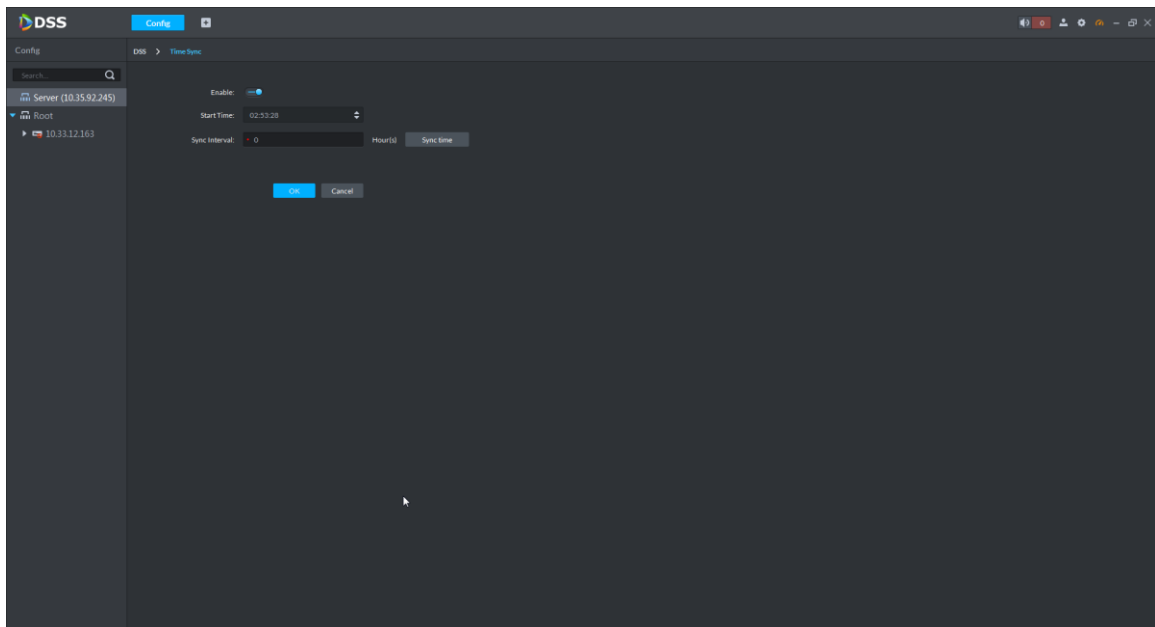 DSS
Config
0
Config
DSS > Time Sync
Search...
Server (10.35.92.245)
Root
10.33.12.163
Enable:
Start Time: 02:53:28
Sync Interval: * 0 Hour(s) Sync time
OK Cancel